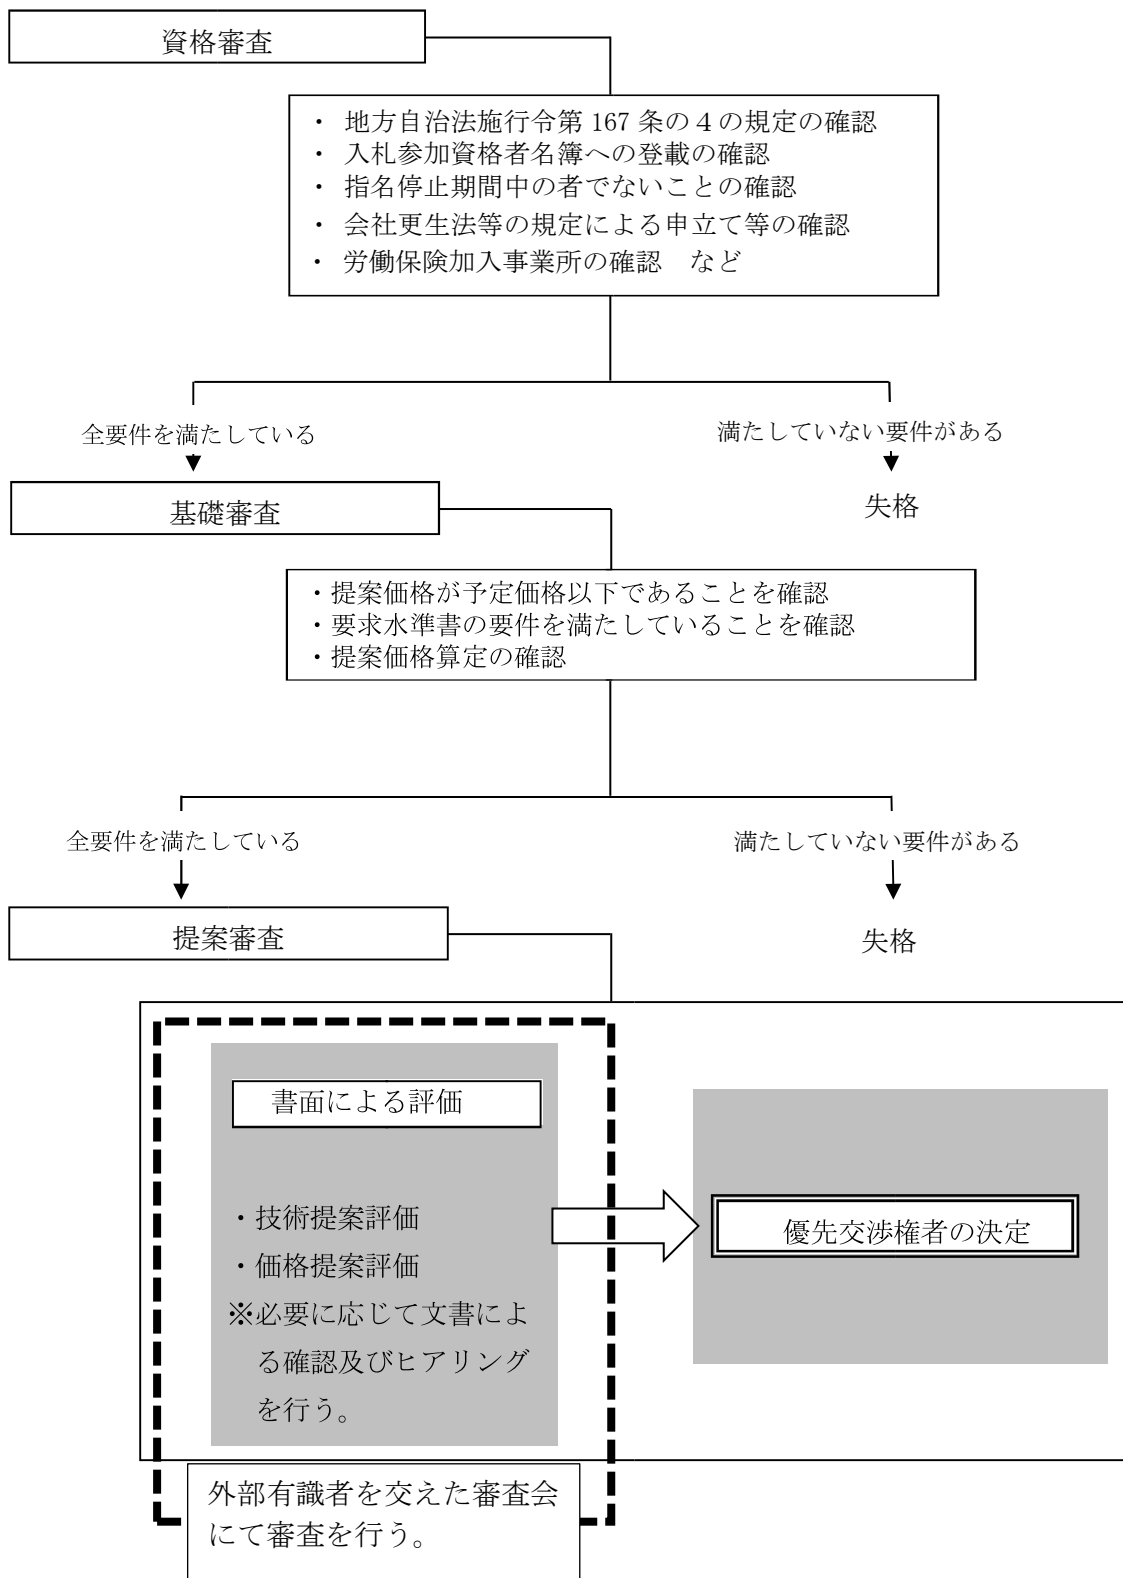 資格審査
・ 地方自治法施行令第 167 条の４の規定の確認
・ 入札参加資格者名簿への登載の確認
・ 指名停止期間中の者でないことの確認
・ 会社更生法等の規定による申立て等の確認
・ 労働保険加入事業所の確認　など
全要件を満たしている
満たしていない要件がある
基礎審査
失格
・提案価格が予定価格以下であることを確認
・要求水準書の要件を満たしていることを確認
・提案価格算定の確認
全要件を満たしている
満たしていない要件がある
提案審査
失格
書面による評価
・技術提案評価
・価格提案評価
※必要に応じて文書によ
る確認及びヒアリング
を行う。
優先交渉権者の決定
外部有識者を交えた審査会
にて審査を行う。